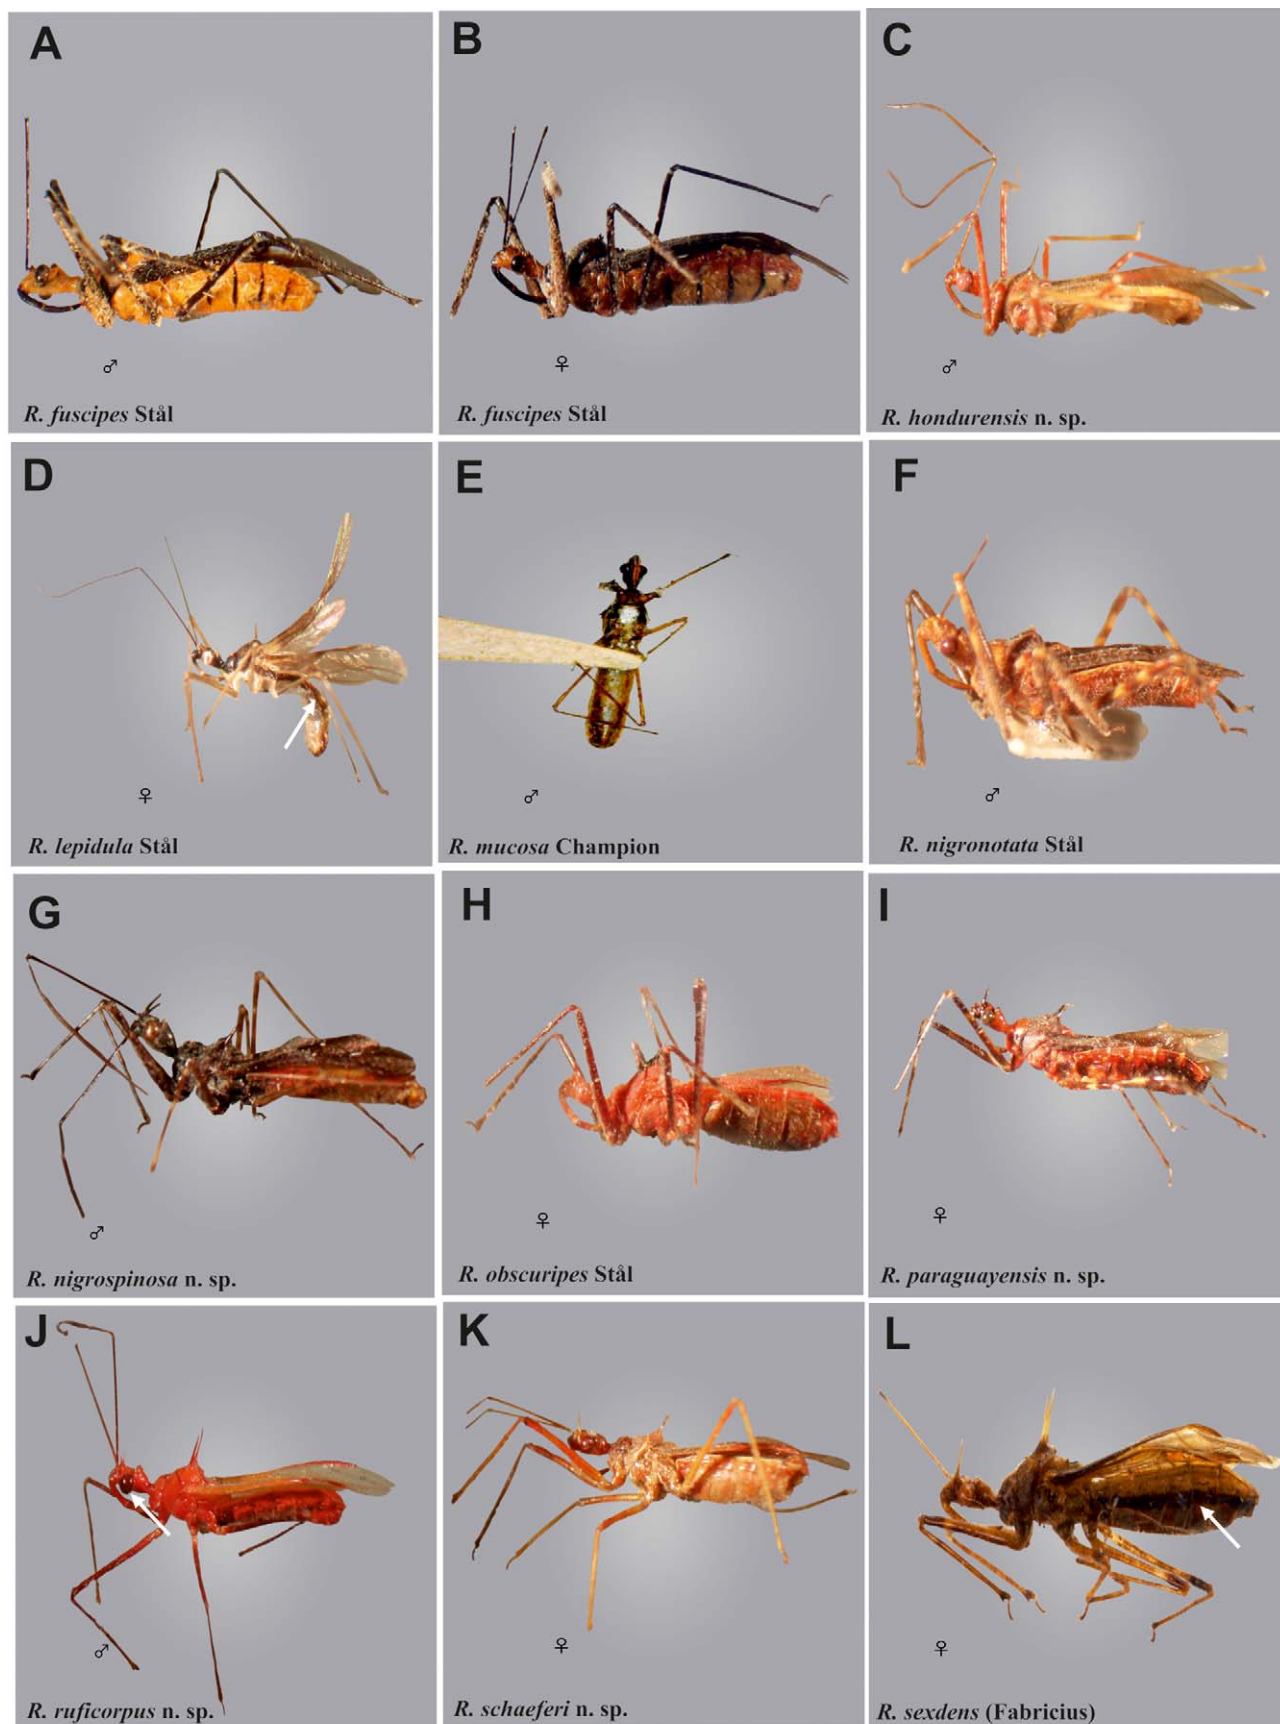 A
♂
R. fuscipes Stål
B
♀
R. fuscipes Stål
C
♂
R. hondurensis n. sp.
D
♀
R. lepidula Stål
E
♂
R. mucosa Champion
F
♂
R. nigronotata Stål
G
♂
R. nigrospinosa n. sp.
H
♀
R. obscuripes Stål
I
♀
R. paraguayensis n. sp.
J
♂
R. ruficorpus n. sp.
K
♀
R. schaeferi n. sp.
L
♀
R. sexdens (Fabricius)